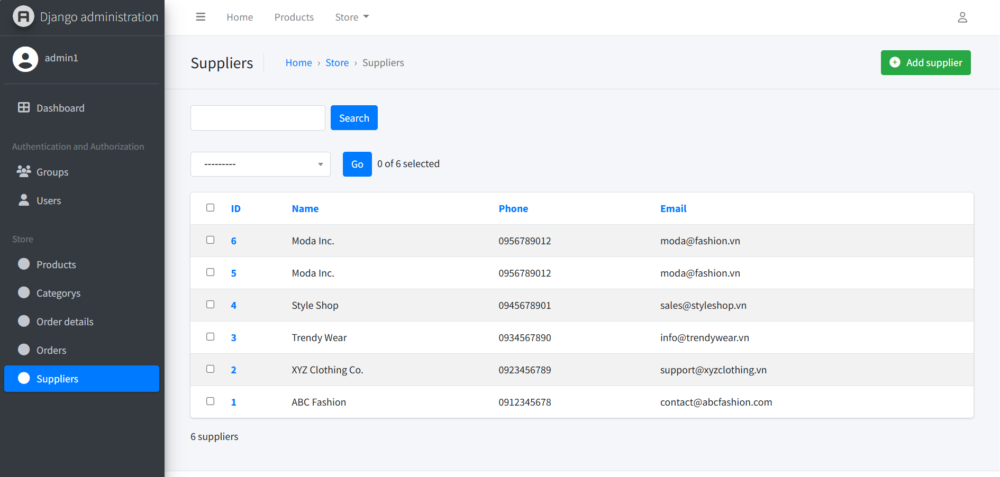 Django administration
Home Products Store
admin1
Suppliers Home › Store › Suppliers Add supplier
Dashboard
Search
Authentication and Authorization
Groups
Users
--------- Go 0 of 6 selected
Store
Products
Categorys
Order details
Orders
Suppliers
ID Name Phone Email
6 Moda Inc. 0956789012 moda@fashion.vn
5 Moda Inc. 0956789012 moda@fashion.vn
4 Style Shop 0945678901 sales@styleshop.vn
3 Trendy Wear 0934567890 info@trendywear.vn
2 XYZ Clothing Co. 0923456789 support@xyzclothing.vn
1 ABC Fashion 0912345678 contact@abcfashion.com
6 suppliers